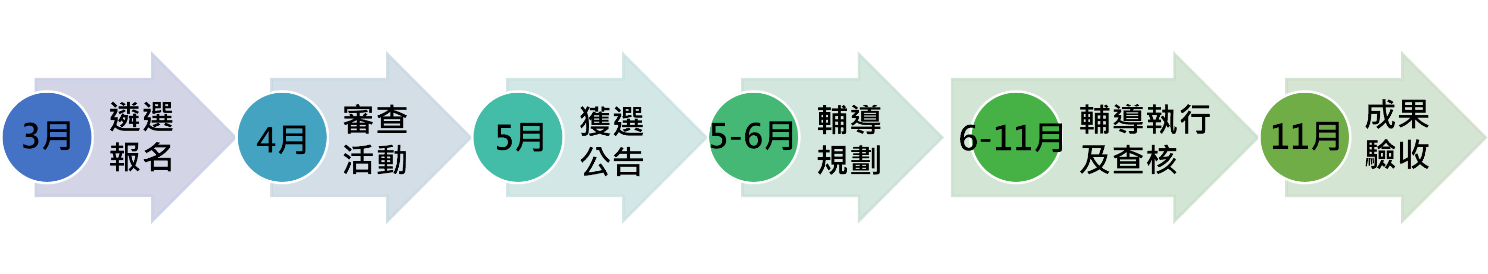 3月
遴選
報名
4月
審查
活動
5月
獲選
公告
5-6月
輔導
規劃
6-11月
輔導執行
及查核
11月
成果
驗收